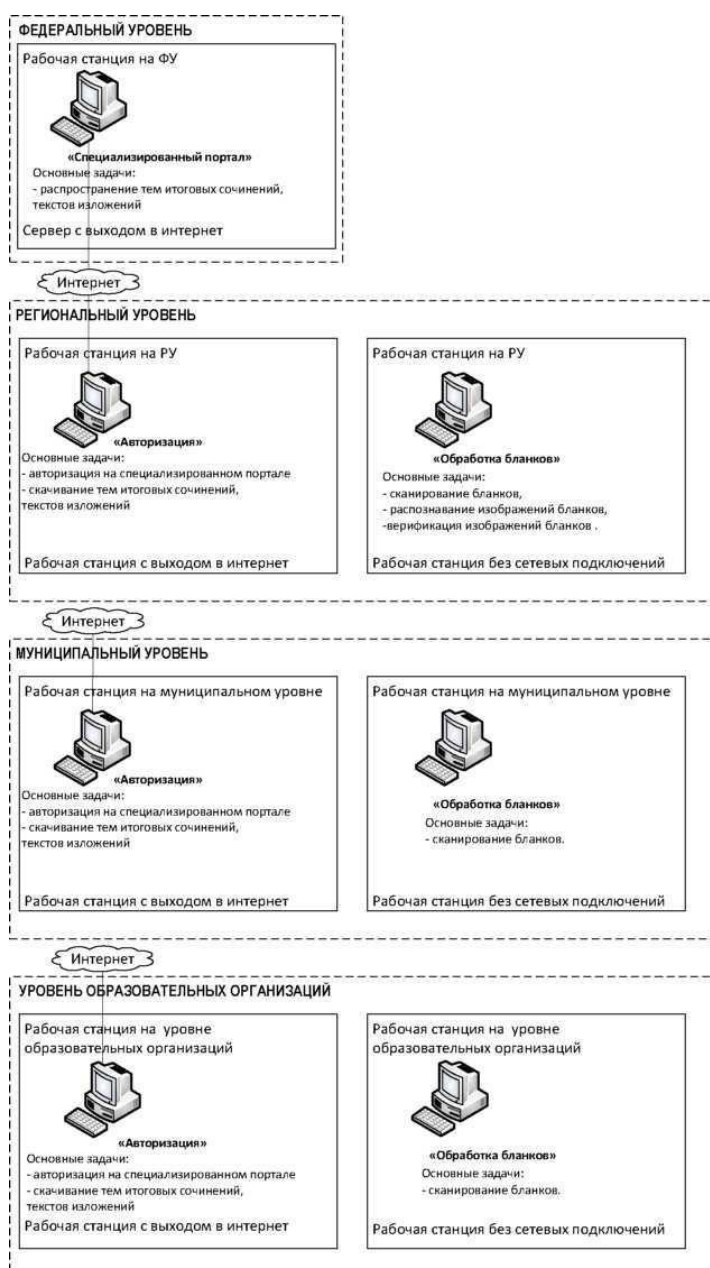 ФЕДЕРАЛЬНЫЙ УРОВЕНЬ
Рабочая станция на ФУ
«Специализированный портал»
Основные задачи:
- распространение тем итоговых сочинений,
текстов изложений
Сервер с выходом в интернет
Интернет
РЕГИОНАЛЬНЫЙ УРОВЕНЬ
Рабочая станция на РУ
«Авторизация»
Основные задачи:
- авторизация на специализированном портале
- скачивание тем итоговых сочинений,
текстов изложений
Рабочая станция с выходом в интернет
Рабочая станция на РУ
«Обработка бланков»
Основные задачи:
- сканирование бланков,
- распознавание изображений бланков,
-верификация изображений бланков .
Рабочая станция без сетевых подключений
Интернет
МУНИЦИПАЛЬНЫЙ УРОВЕНЬ
Рабочая станция на муниципальном уровне
«Авторизация»
Основные задачи:
- авторизация на специализированном портале
- скачивание тем итоговых сочинений,
текстов изложений
Рабочая станция с выходом в интернет
Рабочая станция на муниципальном уровне
«Обработка бланков»
Основные задачи:
- сканирование бланков.
Рабочая станция без сетевых подключений
Интернет
УРОВЕНЬ ОБРАЗОВАТЕЛЬНЫХ ОРГАНИЗАЦИЙ
Рабочая станция на уровне
образовательных организаций
«Авторизация»
Основные задачи:
- авторизация на специализированном портале
- скачивание тем итоговых сочинений,
текстов изложений
Рабочая станция с выходом в интернет
Рабочая станция на уровне
образовательных организаций
«Обработка бланков»
Основные задачи:
- сканирование бланков.
Рабочая станция без сетевых подключений